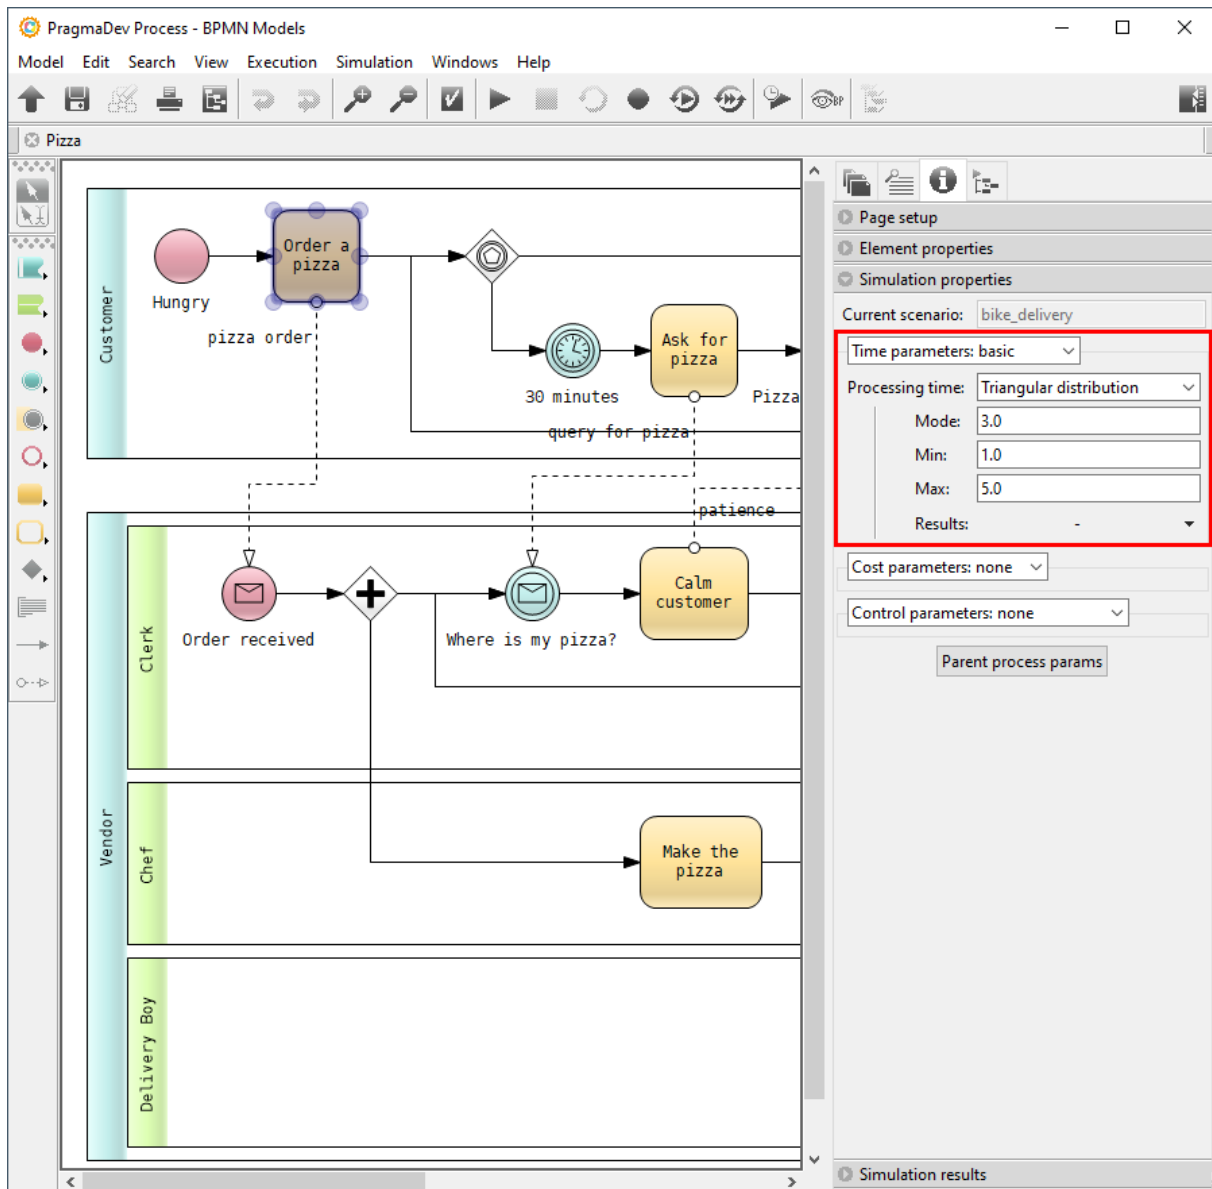 PragmaDev Process - BPMN Models
Model Edit Search View Execution Simulation Windows Help
BP
Pizza
Page setup
Element properties
Simulation properties
Current scenario: bike_delivery
Time parameters: basic
Processing time: Triangular distribution
Mode: 3.0
Min: 1.0
Max: 5.0
Results: -
Cost parameters: none
Control parameters: none
Parent process params
Simulation results
Customer
Hungry
Order a
pizza
pizza order
30 minutes
Ask for
pizza
Pizza
query for pizza
patience
Vendor
Clerk
Order received
Where is my pizza?
Calm
customer
Chef
Make the
pizza
Delivery Boy